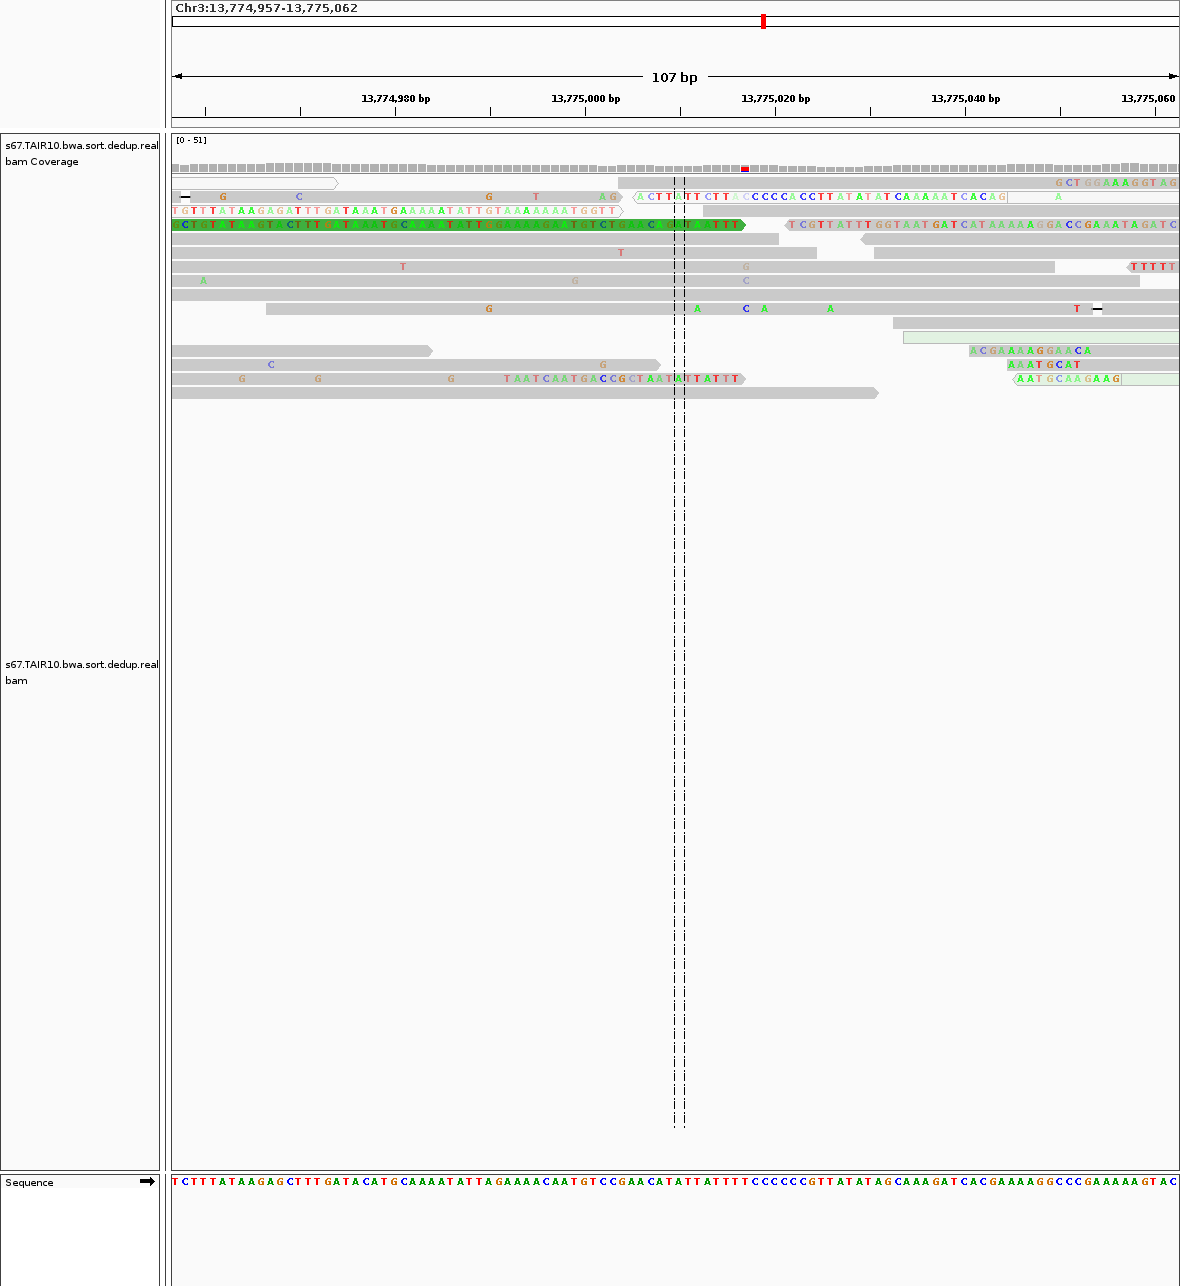 Chr3:13,774,957-13,775,062
107 bp
13,774,980 bp 13,775,000 bp 13,775,020 bp 13,775,040 bp 13,775,060
s67.TAIR10.bwa.sort.dedup.real
bam Coverage
[0 - 51]
GCTGGAAAGGTAG
G C G T AG ACTTATTCTTACCCCCACCTTATATATCAAAAATCACAG A
TGTTTATAAGAGATTTGATAAATGAAAAATATTGTAAAAAAATGGTT
TCGTTATTTGGTAATGATCATAAAAAGGACCGAAATAGATC
T
T G TTTTT
A G C
G A C A A T
ACGAAAAGGAACA
C G AAATGCAT
G G G TAATCAATGACCGCTAATATTATTT AATGCAAGAAG
s67.TAIR10.bwa.sort.dedup.real
bam
Sequence
TCTTTATAAGAGCTTTGATACATGCAAAATATTAGAAAACAATGTCCGAACATATTATTTTCCCCCCGTTATATAGCAAAGATCACGAAAAGGCCCGAAAAAGTAC